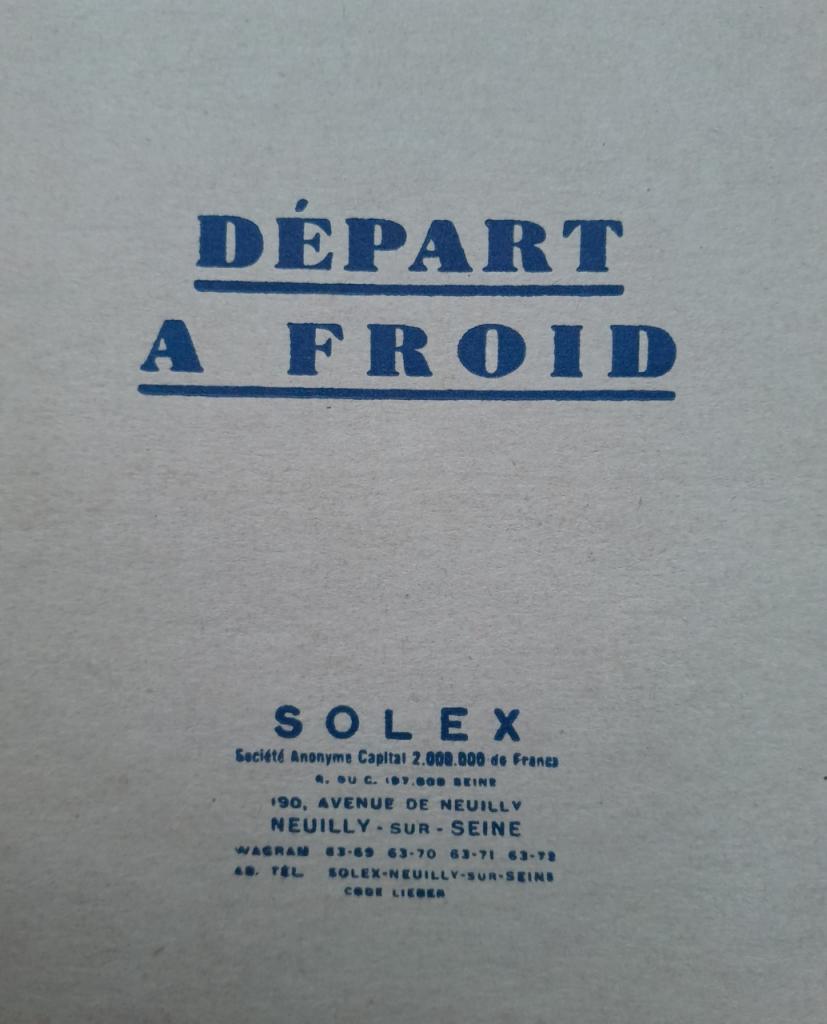 DÉPART
A FROID
SOLEX
Société Anonyme Capital 2.000.000 de Francs
R. DU C. 197.800 SEINE
190, AVENUE DE NEUILLY
NEUILLY-SUR-SEINE
WAGRAM 63-69 63-70 63-71 63-72
AD. TÉL. SOLEX-NEUILLY-SUR-SEINE
CODE LIEBER